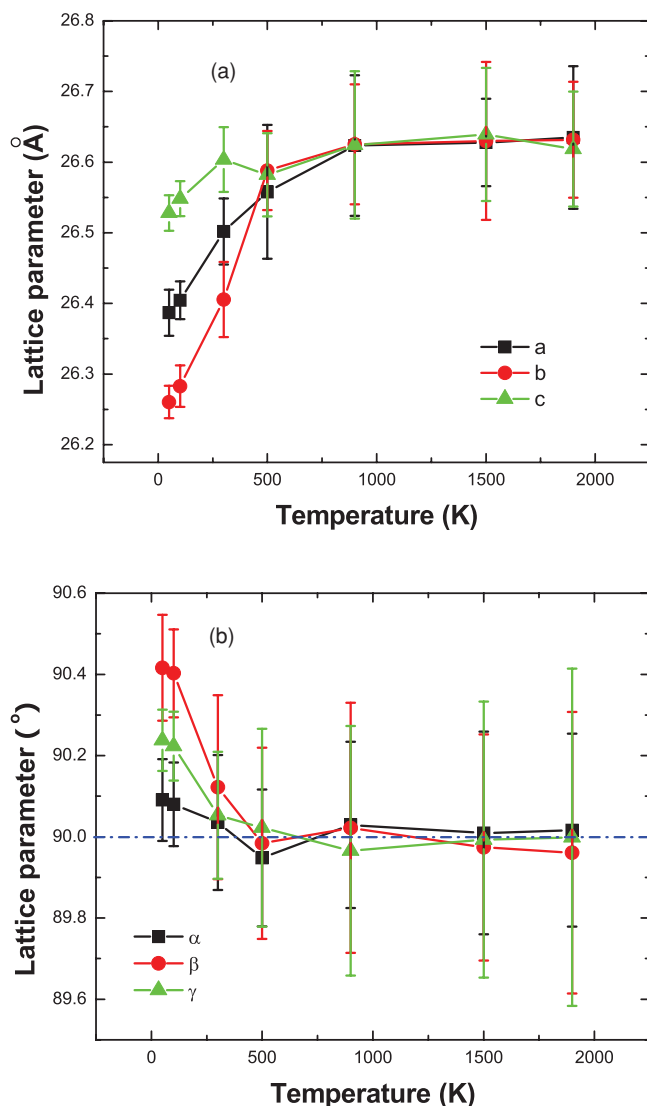 26.8
(a)
26.7
26.6
26.5
26.4
26.3
26.2
Lattice parameter (Å)
a
b
c
0 500 1000 1500 2000
Temperature (K)
90.6
(b)
90.4
90.2
90.0
89.8
89.6
Lattice parameter (°)
α
β
γ
0 500 1000 1500 2000
Temperature (K)